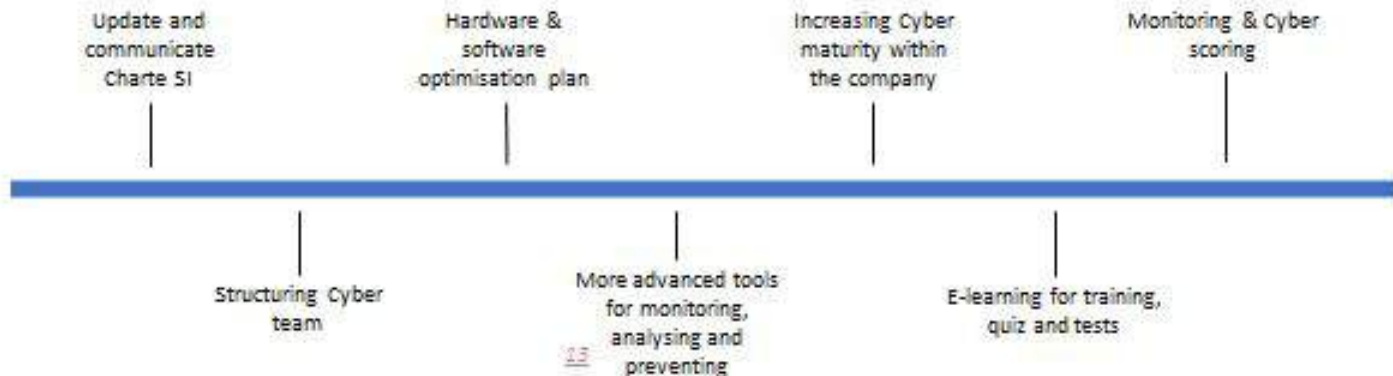 Update and
communicate
Charte SI
Hardware &
software
optimisation plan
Increasing Cyber
maturity within
the company
Monitoring & Cyber
scoring
Structuring Cyber
team
More advanced tools
for monitoring,
analysing and
preventing
E-learning for training,
quiz and tests
13